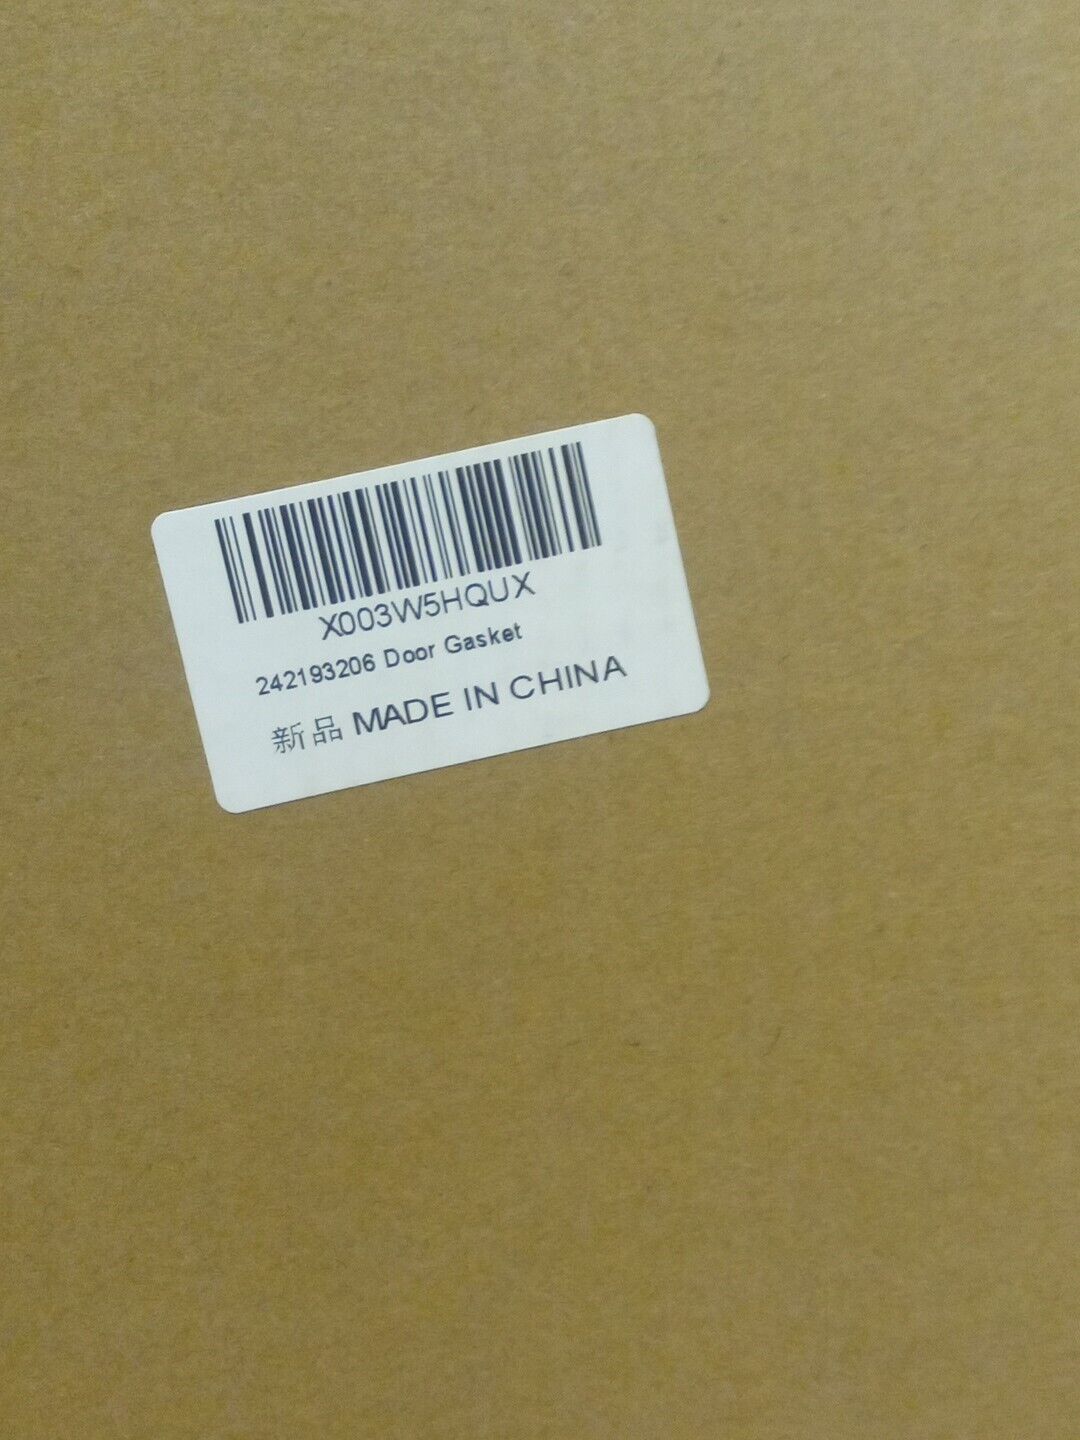 X003W5HQUX
242193206 Door Gasket
新品 MADE IN CHINA